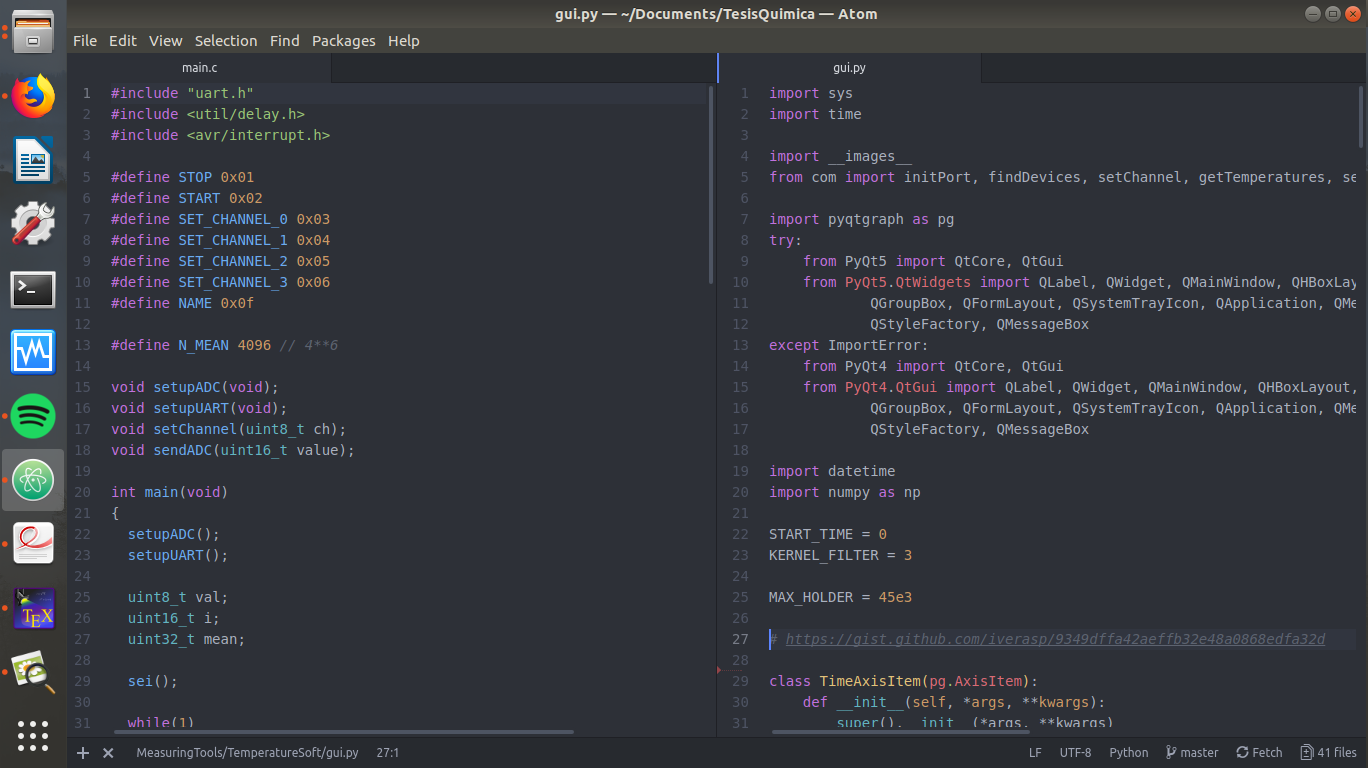 gui.py — ~/Documents/TesisQuimica — Atom
File Edit View Selection Find Packages Help
main.c
1 #include "uart.h"
2 #include <util/delay.h>
3 #include <avr/interrupt.h>
4
5 #define STOP 0x01
6 #define START 0x02
7 #define SET_CHANNEL_0 0x03
8 #define SET_CHANNEL_1 0x04
9 #define SET_CHANNEL_2 0x05
10 #define SET_CHANNEL_3 0x06
11 #define NAME 0x0f
12
13 #define N_MEAN 4096 // 4**6
14
15 void setupADC(void);
16 void setupUART(void);
17 void setChannel(uint8_t ch);
18 void sendADC(uint16_t value);
19
20 int main(void)
21 {
22 setupADC();
23 setupUART();
24
25 uint8_t val;
26 uint16_t i;
27 uint32_t mean;
28
29 sei();
30
31 while(1)
gui.py
1 import sys
2 import time
3
4 import __images__
5 from com import initPort, findDevices, setChannel, getTemperatures, se
6
7 import pyqtgraph as pg
8 try:
9 from PyQt5 import QtCore, QtGui
10 from PyQt5.QtWidgets import QLabel, QWidget, QMainWindow, QHBoxLay
11 QGroupBox, QFormLayout, QSystemTrayIcon, QApplication, QMe
12 QStyleFactory, QMessageBox
13 except ImportError:
14 from PyQt4 import QtCore, QtGui
15 from PyQt4.QtGui import QLabel, QWidget, QMainWindow, QHBoxLayout,
16 QGroupBox, QFormLayout, QSystemTrayIcon, QApplication, QMe
17 QStyleFactory, QMessageBox
18
19 import datetime
20 import numpy as np
21
22 START_TIME = 0
23 KERNEL_FILTER = 3
24
25 MAX_HOLDER = 45e3
26
27 # https://gist.github.com/iverasp/9349dffa42aeffb32e48a0868edfa32d
28
29 class TimeAxisItem(pg.AxisItem):
30 def __init__(self, *args, **kwargs):
31 super().__init__(*args, **kwargs)
MeasuringTools/TemperatureSoft/gui.py 27:1
LF UTF-8 Python master Fetch 41 files
TEX